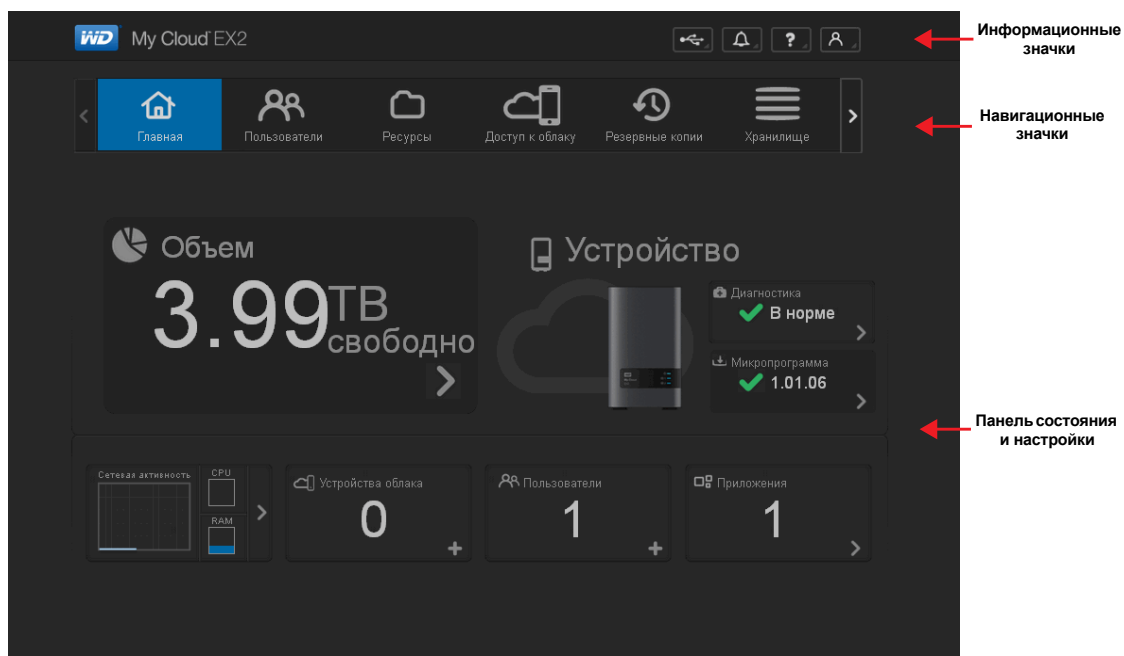 WD My Cloud EX2
?
Информационные
значки
Главная
Пользователи
Ресурсы
Доступ к облаку
Резервные копии
Хранилище
Навигационные
значки
Объем
3.99 TB
свободно
Устройство
Диагностика
В норме
Микропрограмма
1.01.06
Панель состояния
и настройки
Сетевая активность
CPU
RAM
Устройства облака
0
Пользователи
1
Приложения
1